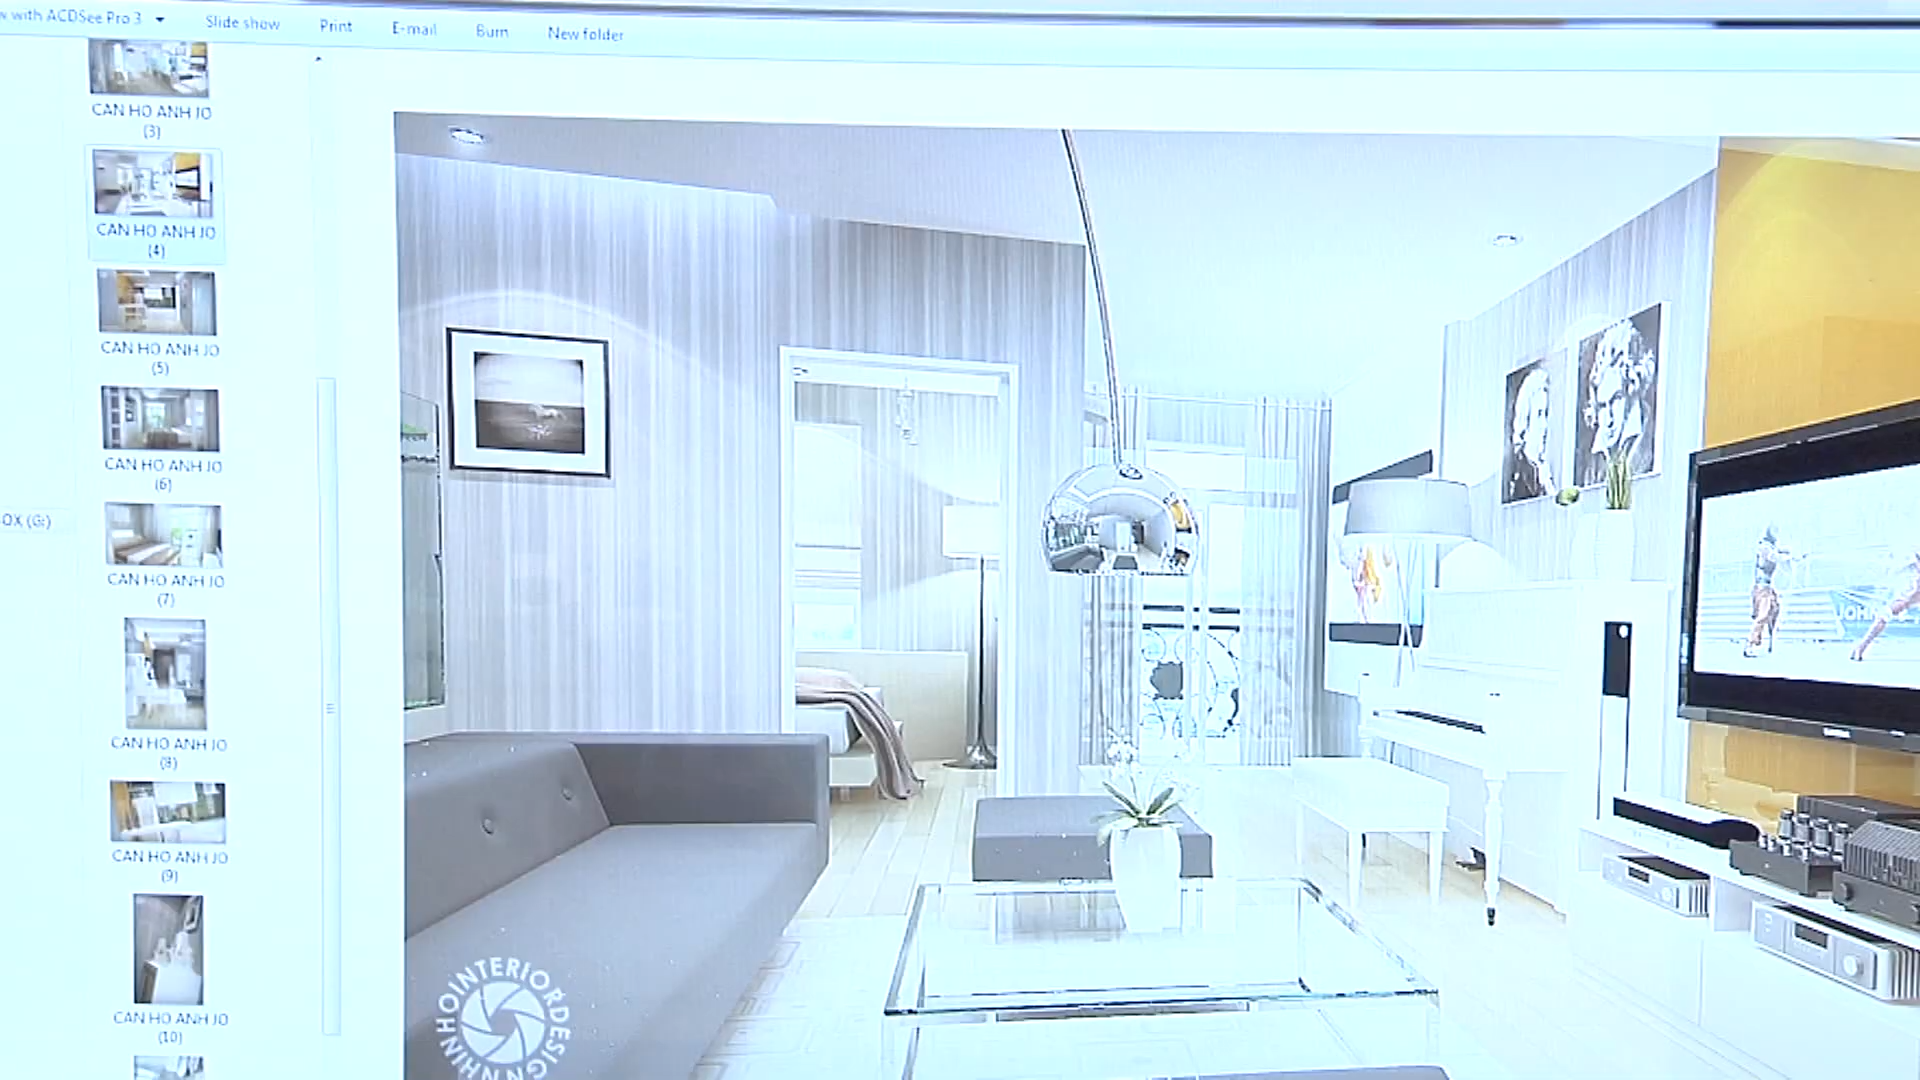 w with ACDSee Pro 3
Slide show
Print
E-mail
Burn
New folder
CAN HO ANH JO
(3)
CAN HO ANH JO
(4)
CAN HO ANH JO
(5)
CAN HO ANH JO
(6)
CAN HO ANH JO
(7)
CAN HO ANH JO
(8)
CAN HO ANH JO
(9)
CAN HO ANH JO
(10)
OX (G:)
NHINHOINTERIORDESIGN